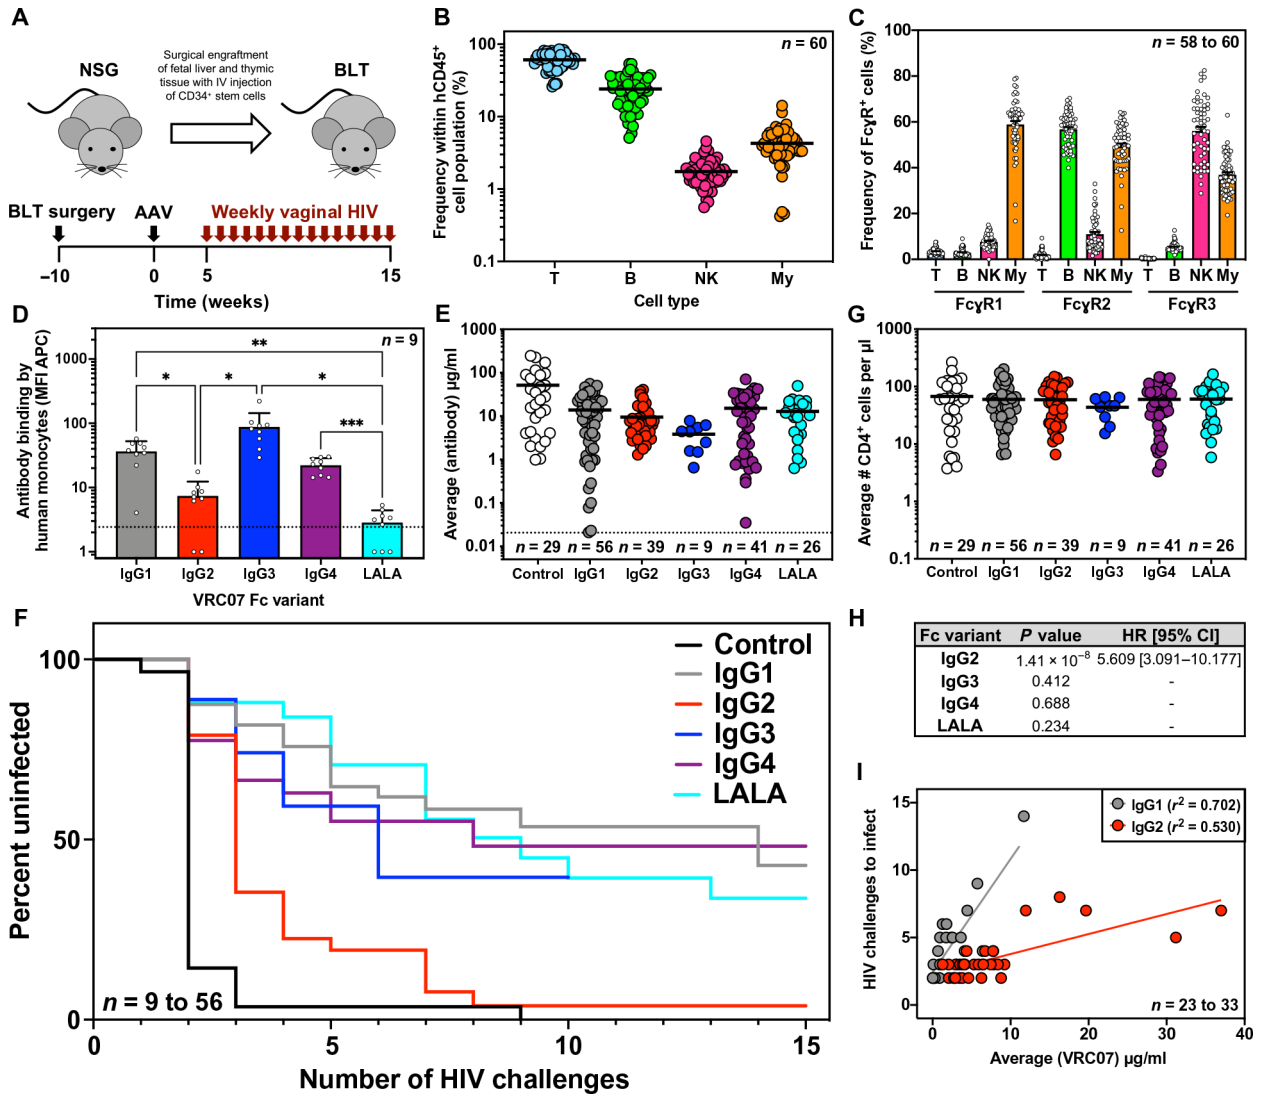 A
NSG
Surgical engraftment
of fetal liver and thymic
tissue with IV injection
of CD34⁺ stem cells
BLT
BLT surgery
AAV
Weekly vaginal HIV
–10
0
5
15
Time (weeks)
B
Frequency within hCD45⁺
cell population (%)
n = 60
100
10
1
0.1
T
B
NK
My
Cell type
C
Frequency of FcɣR⁺ cells (%)
n = 58 to 60
100
80
60
40
20
0
T B NK My T B NK My T B NK My
FcɣR1
FcɣR2
FcɣR3
D
Antibody binding by
human monocytes (MFI APC)
n = 9
**
* * *
***
1000
100
10
1
IgG1 IgG2 IgG3 IgG4 LALA
VRC07 Fc variant
E
Average (antibody) µg/ml
1000
100
10
1
0.1
0.01
n = 29 n = 56 n = 39 n = 9 n = 41 n = 26
Control IgG1 IgG2 IgG3 IgG4 LALA
G
Average # CD4⁺ cells per µl
1000
100
10
1
0.1
n = 29 n = 56 n = 39 n = 9 n = 41 n = 26
Control IgG1 IgG2 IgG3 IgG4 LALA
F
Percent uninfected
100
50
0
Control
IgG1
IgG2
IgG3
IgG4
LALA
n = 9 to 56
0
5
10
15
Number of HIV challenges
H
Fc variant P value HR [95% CI]
IgG2 1.41 × 10⁻⁸ 5.609 [3.091–10.177]
IgG3 0.412 -
IgG4 0.688 -
LALA 0.234 -
I
HIV challenges to infect
15
10
5
0
IgG1 (r² = 0.702)
IgG2 (r² = 0.530)
n = 23 to 33
0
10
20
30
40
Average (VRC07) µg/ml